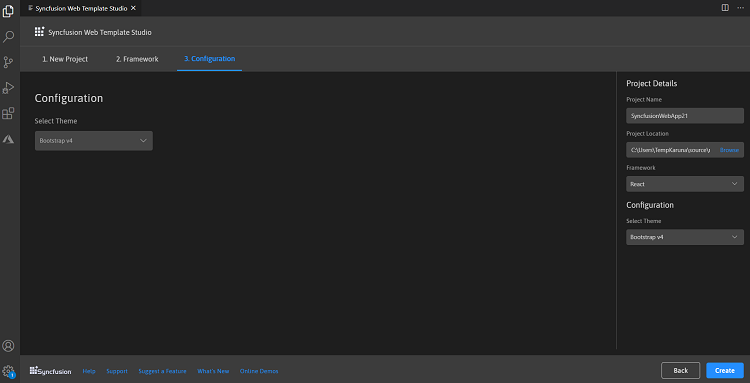 Syncfusion Web Template Studio
Syncfusion Web Template Studio
1. New Project 2. Framework 3. Configuration
Configuration
Select Theme
Bootstrap v4
Project Details
Project Name
SyncfusionWebApp21
Project Location
C:\Users\TempKaruna\source\r Browse
Framework
React
Configuration
Select Theme
Bootstrap v4
Syncfusion Help Support Suggest a Feature What's New Online Demos Back Create